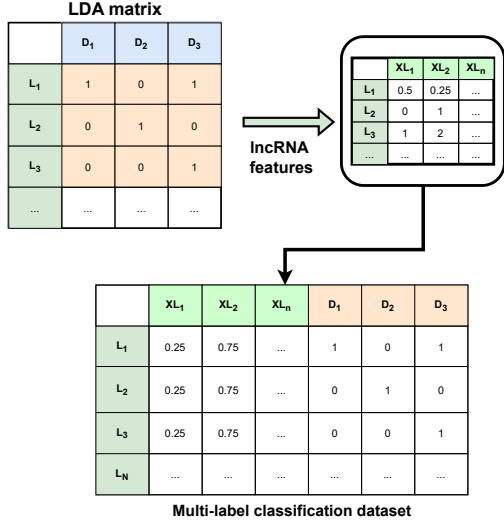 LDA matrix
D1 D2 D3
L1 1 0 1
L2 0 1 0
L3 0 0 1
... ... ... ...
lncRNA
features
XL1 XL2 XLn
L1 0.5 0.25 ...
L2 0 1 ...
L3 1 2 ...
... ... ... ...
XL1 XL2 XLn D1 D2 D3
L1 0.25 0.75 ... 1 0 1
L2 0.25 0.75 ... 0 1 0
L3 0.25 0.75 ... 0 0 1
LN ... ... ... ... ... ...
Multi-label classification dataset